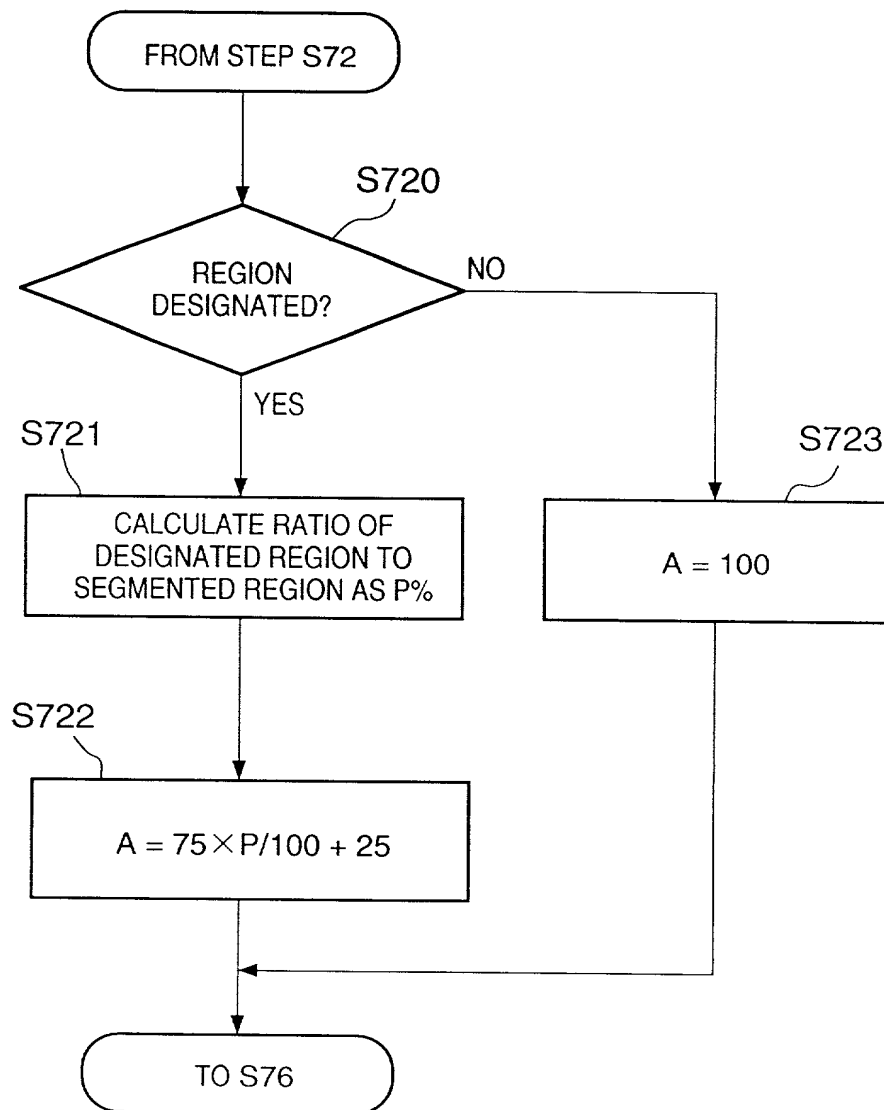 FROM STEP S72
S720
REGION
DESIGNATED?
NO
YES
S721
CALCULATE RATIO OF
DESIGNATED REGION TO
SEGMENTED REGION AS P%
S723
A = 100
S722
A = 75×P/100 + 25
TO S76